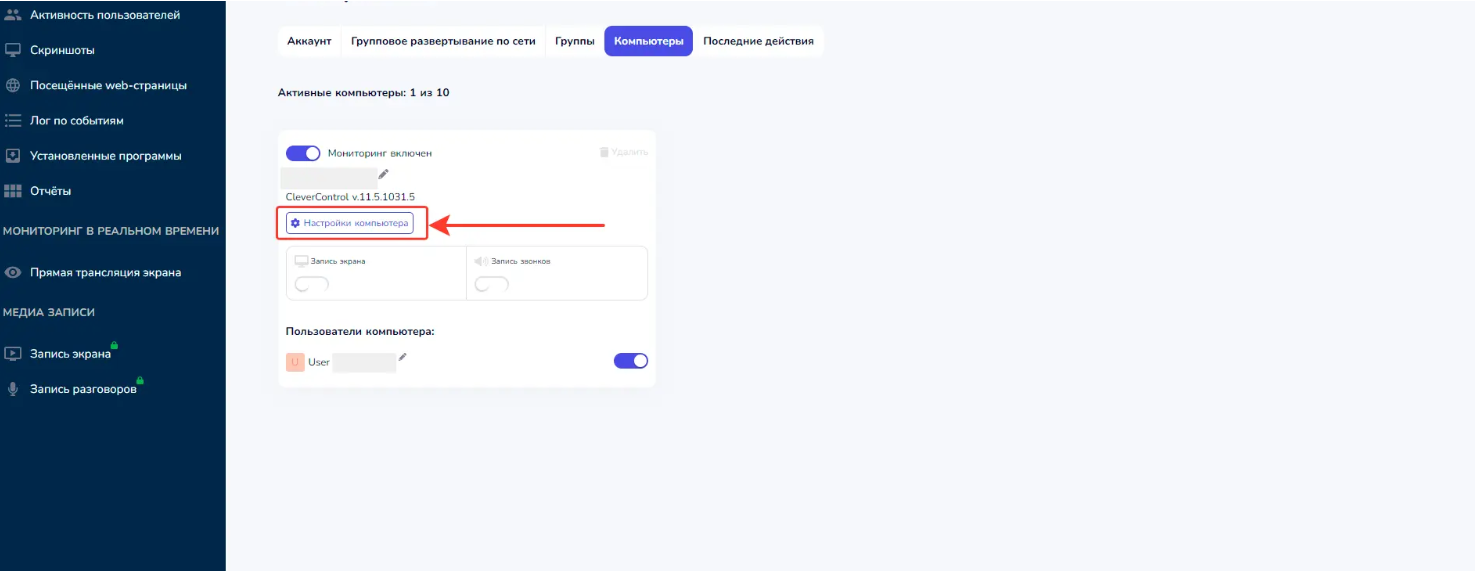 Активность пользователей
Скриншоты
Посещённые web-страницы
Лог по событиям
Установленные программы
Отчёты
МОНИТОРИНГ В РЕАЛЬНОМ ВРЕМЕНИ
Прямая трансляция экрана
МЕДИА ЗАПИСИ
Запись экрана
Запись разговоров
Аккаунт Групповое развертывание по сети Группы Компьютеры Последние действия
Активные компьютеры: 1 из 10
Мониторинг включен Удалить
CleverControl v.11.5.1031.5
Настройки компьютера
Запись экрана Запись звонков
Пользователи компьютера:
U User